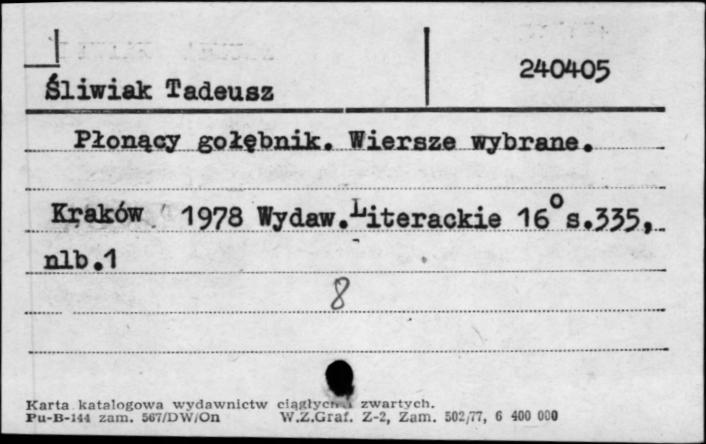 240405
Śliwiak Tadeusz
Płonący gołębnik. Wiersze wybrane.
Kraków 1978 Wydaw.Literackie 16° s.335,
nlb.1
8
Karta katalogowa wydawnictw ciągłych i zwartych.
Pu-B-144 zam. 567/DW/On W.Z.Graf. Z-2, Zam. 502/77, 6 400 000